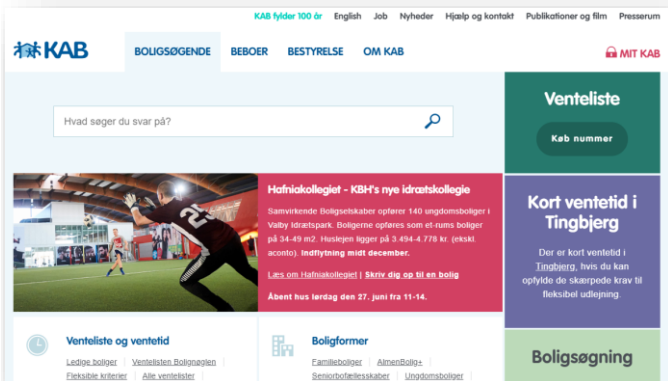 KAB fylder 100 år English Job Nyheder Hjælp og kontakt Publikationer og film Presserum
KAB
BOLIGSØGENDE BEBOER BESTYRELSE OM KAB
MIT KAB
Hvad søger du svar på?
Venteliste
Køb nummer
Hafniakollegiet - KBH's nye idrætskollegie
Samvirkende Boligselskaber opfører 140 ungdomsboliger i
Valby Idrætspark. Boligerne opføres som et-rums boliger
på 34-49 m2. Huslejen ligger på 3.494-4.778 kr. (ekskl.
aconto). Indflytning midt december.
Læs om Hafniakollegiet | Skriv dig op til en bolig
Åbent hus lørdag den 27. juni fra 11-14.
Kort ventetid i
Tingbjerg
Der er kort ventetid i
Tingbjerg, hvis du kan
opfylde de skærpede krav til
fleksibel udlejning.
Venteliste og ventetid
Ledige boliger Ventelisten Bolignøglen
Fleksible kriterier Alle ventelister
Boligformer
Familieboliger AlmenBolig+
Seniorbofællesskaber Ungdomsboliger
Boligsøgning